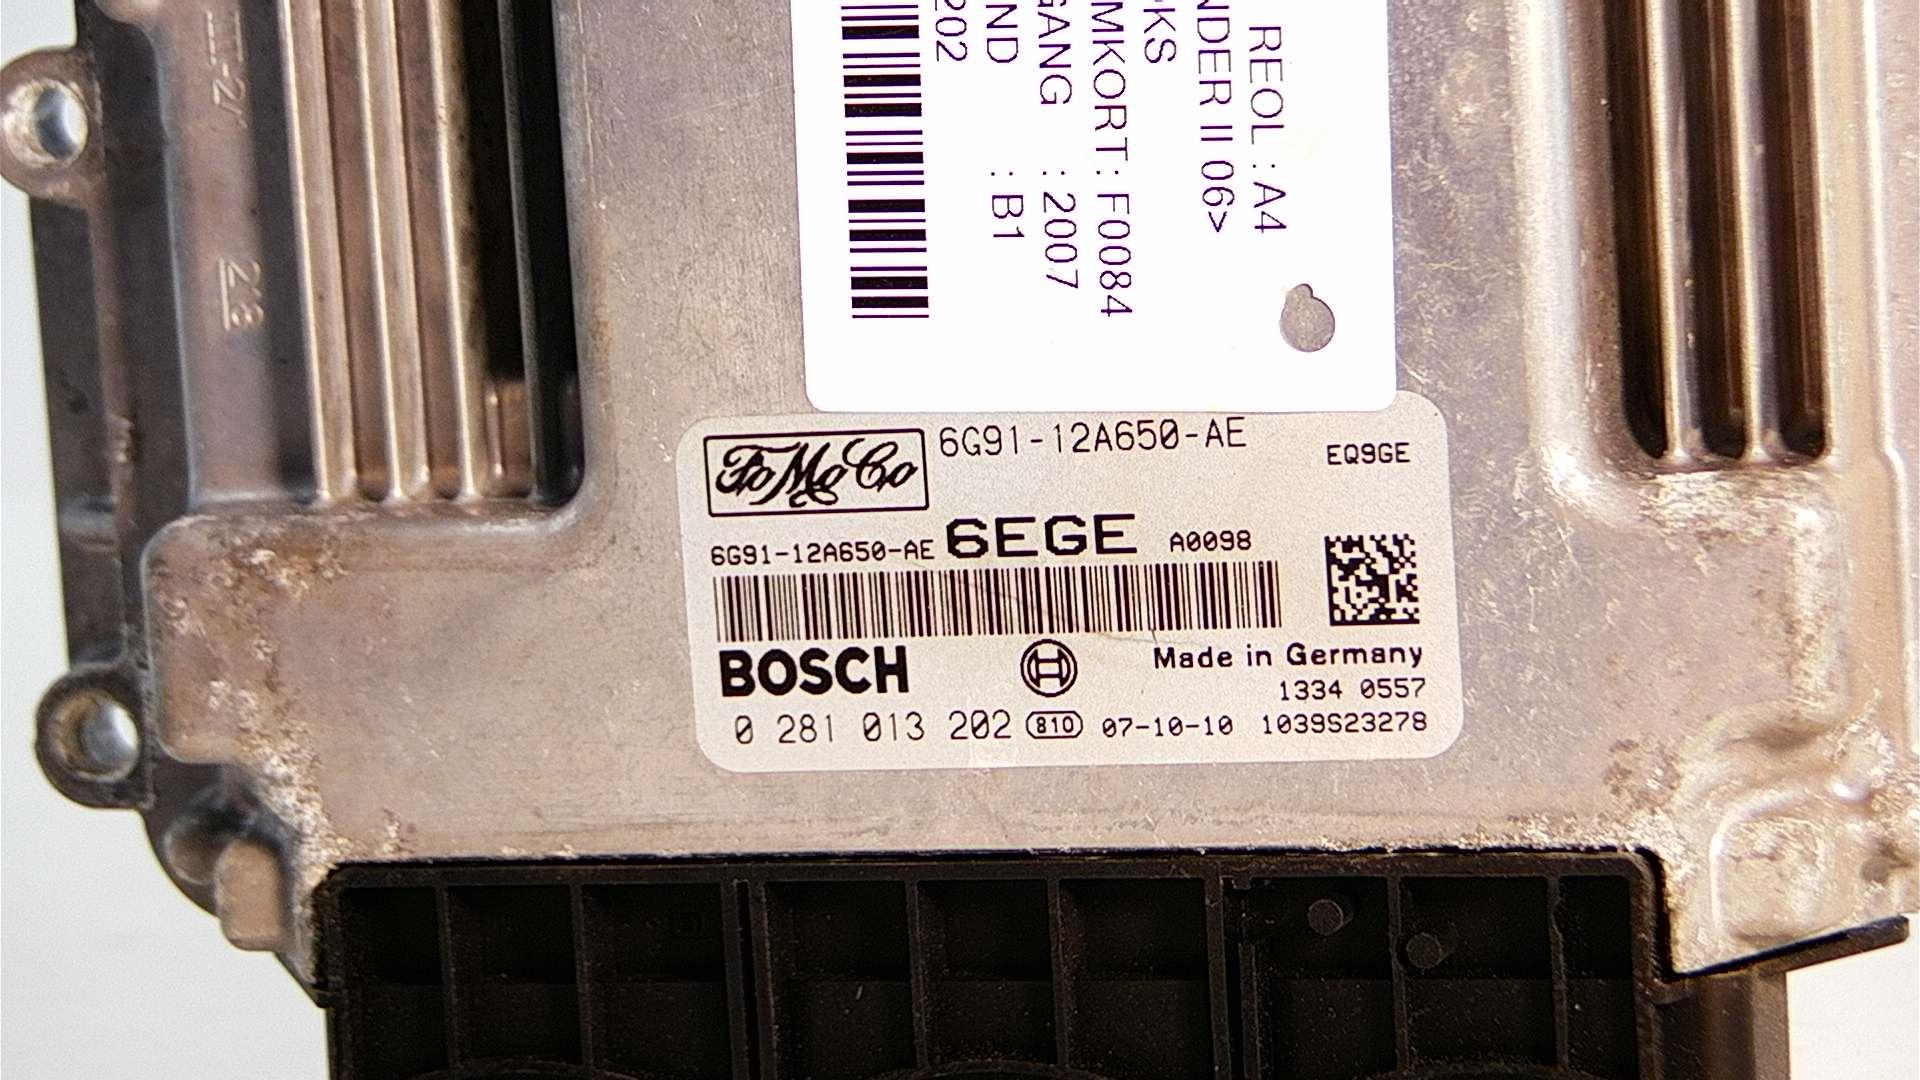 REOL : A4
NDER II 06>
PKS
MKORT : F0084
GANG : 2007
ND : B1
202
FoMoCo
6G91-12A650-AE
EQ9GE
6G91-12A650-AE 6EGE A0098
BOSCH
Made in Germany
1334 0557
0 281 013 202 810 07-10-10 1039S23278